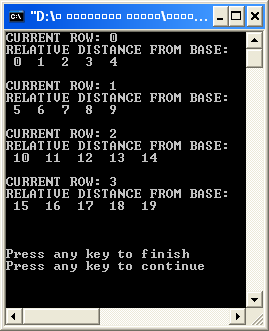 "D:\
CURRENT ROW: 0
RELATIVE DISTANCE FROM BASE:
0 1 2 3 4
CURRENT ROW: 1
RELATIVE DISTANCE FROM BASE:
5 6 7 8 9
CURRENT ROW: 2
RELATIVE DISTANCE FROM BASE:
10 11 12 13 14
CURRENT ROW: 3
RELATIVE DISTANCE FROM BASE:
15 16 17 18 19
Press any key to finish
Press any key to continue